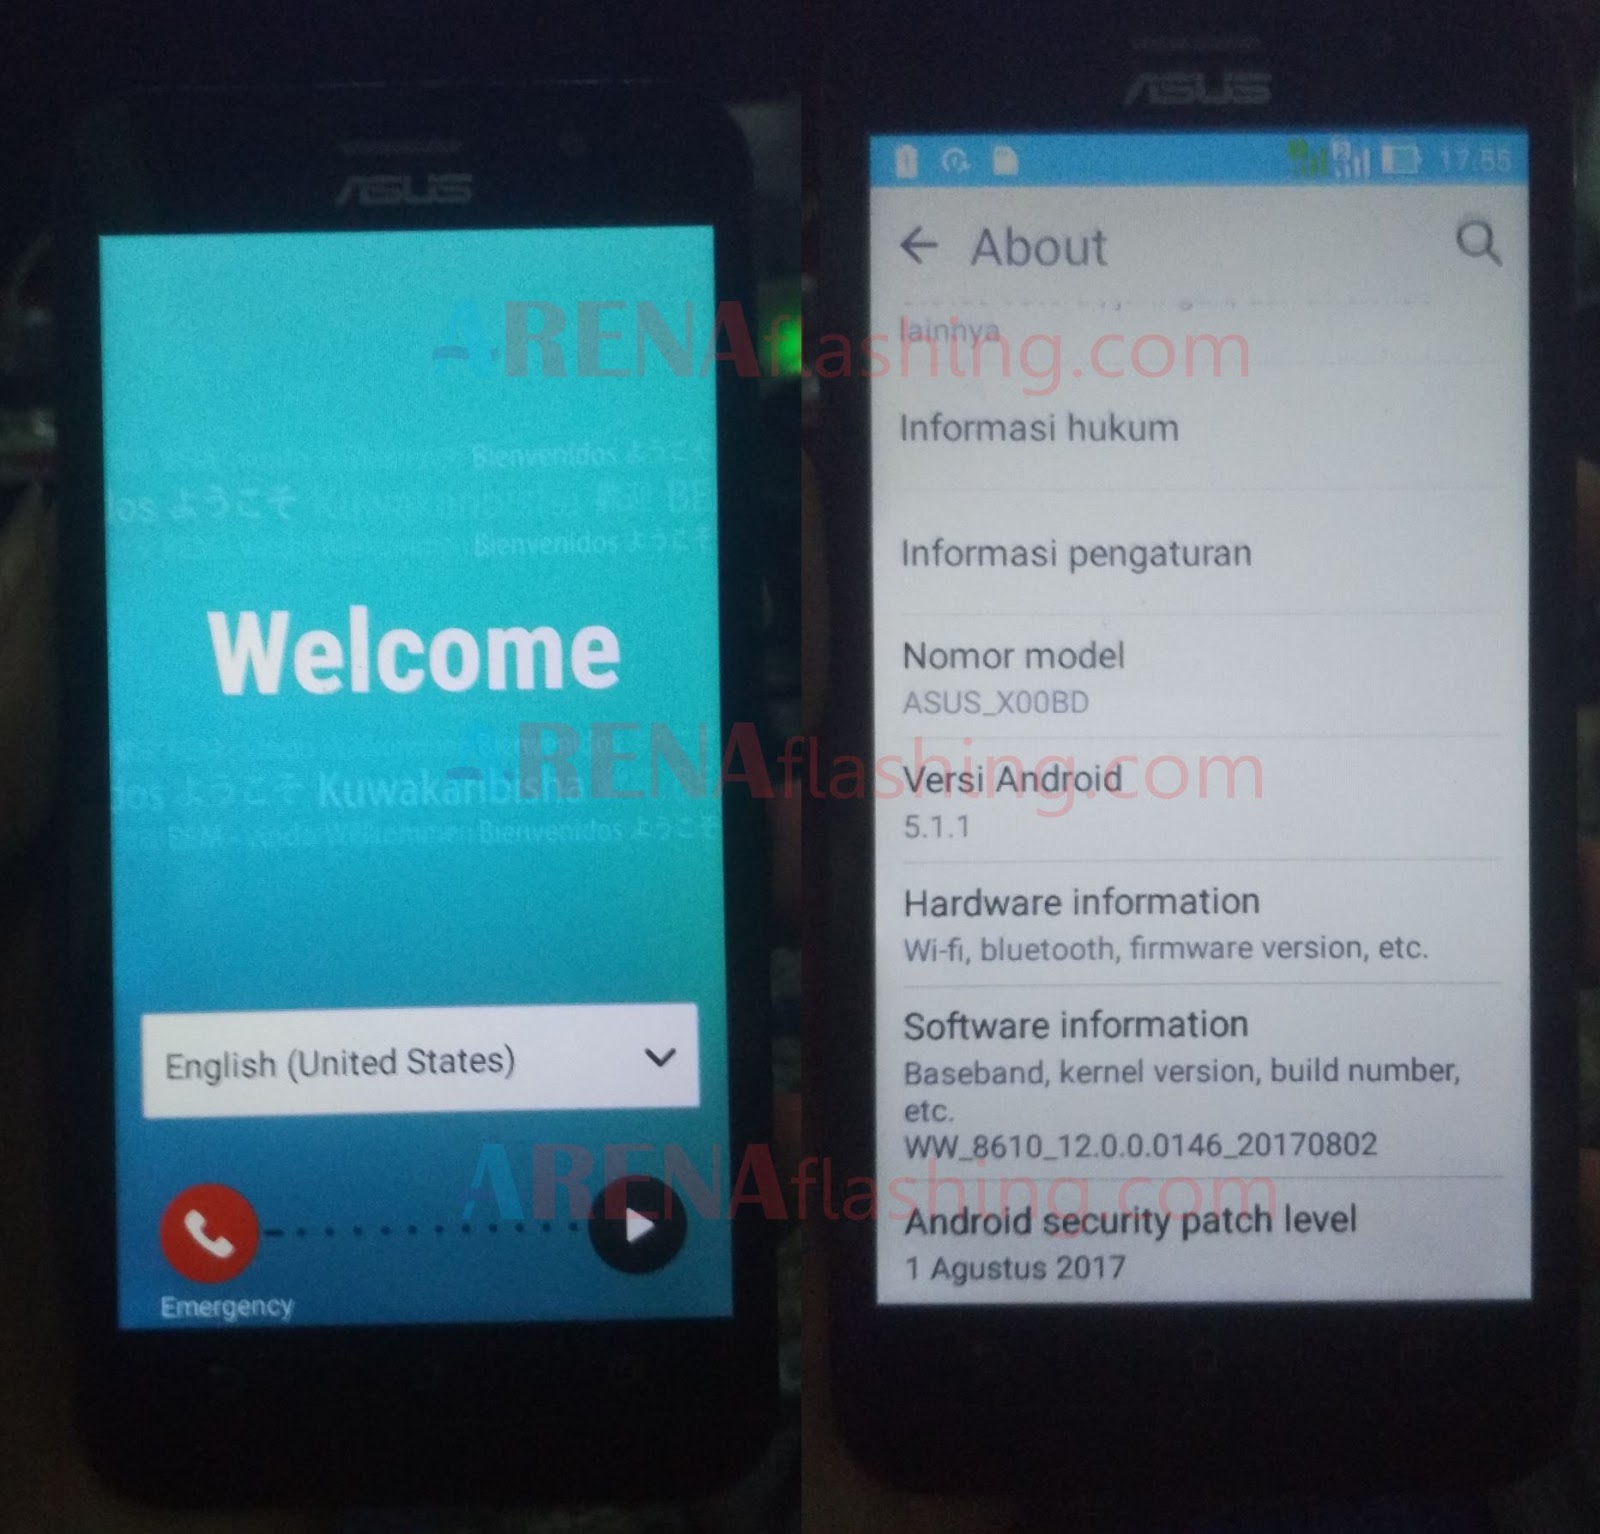 ASUS
Bienvenidos ようこそ
dos ようこそ
Bienvenidos ようこそ
Welcome
dos ようこそ Kuwakaribisha
Bienvenidos ようこそ
English (United States)
Emergency
ASUS
17:55
About
lainnya
Informasi hukum
Informasi pengaturan
Nomor model
ASUS_X00BD
Versi Android
5.1.1
Hardware information
Wi-fi, bluetooth, firmware version, etc.
Software information
Baseband, kernel version, build number,
etc.
WW_8610_12.0.0.0146_20170802
Android security patch level
1 Agustus 2017
ARENAflashing.com
ARENAflashing.com
ARENAflashing.com